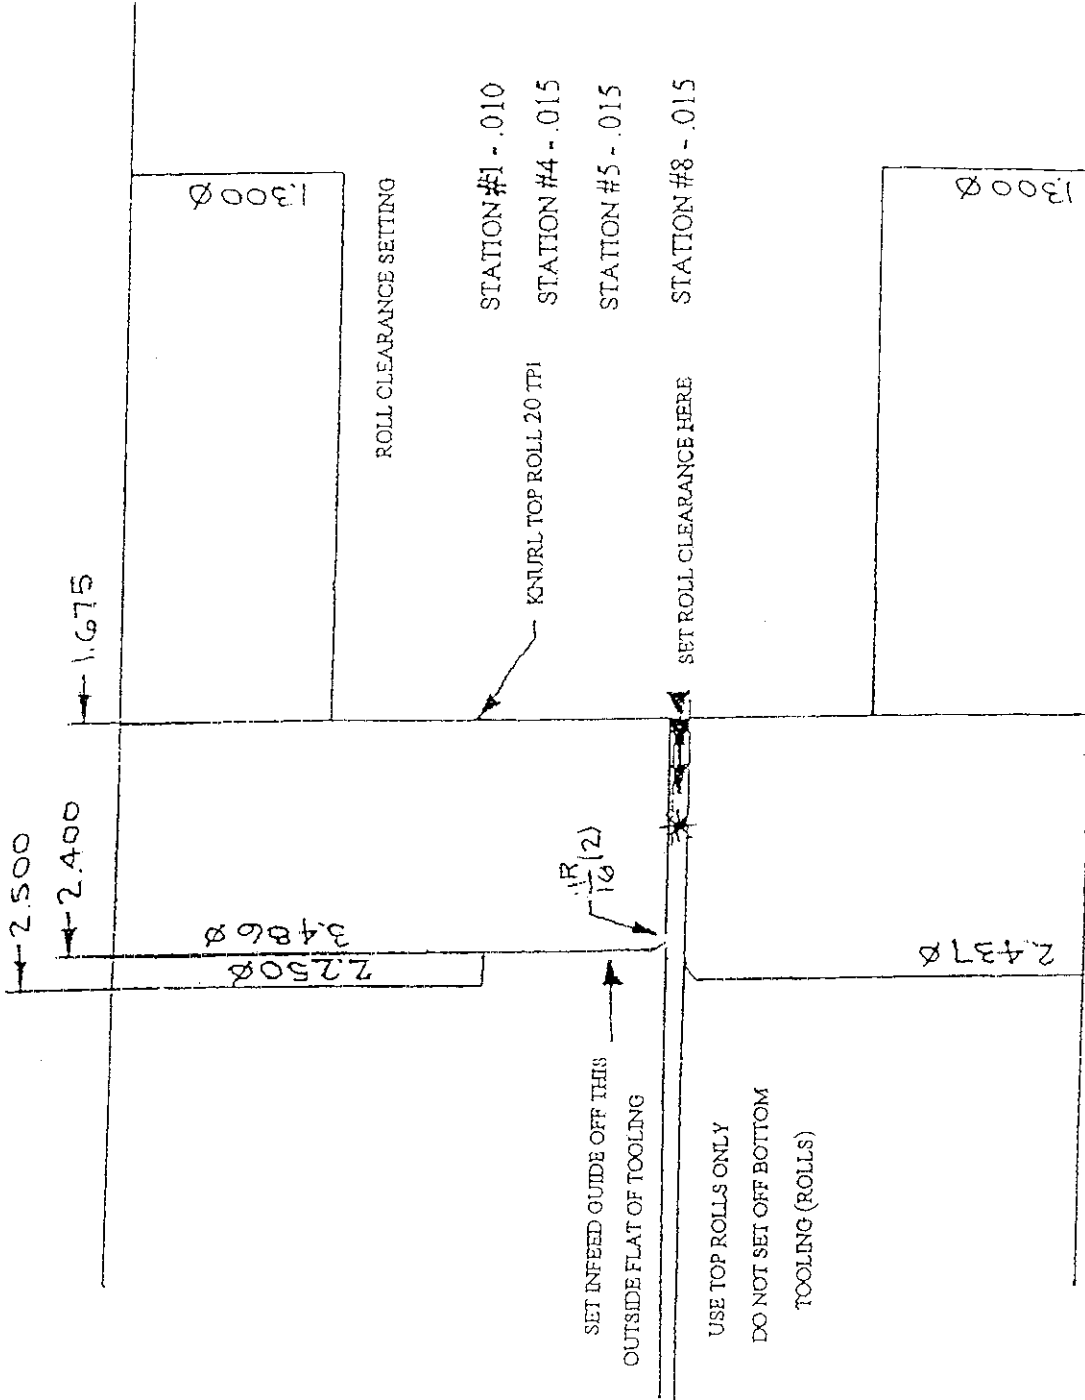 2.500
2.400
1.675
2.250Ø
3.486Ø
1.300Ø
ROLL CLEARANCE SETTING
KNURL TOP ROLL 20 TPI
STATION #1 - .010
STATION #4 - .015
STATION #5 - .015
STATION #8 - .015
SET ROLL CLEARANCE HERE
(2)
SET INFEED GUIDE OFF THIS
OUTSIDE FLAT OF TOOLING
USE TOP ROLLS ONLY
DO NOT SET OFF BOTTOM
TOOLING (ROLLS)
2.437Ø
1.300Ø